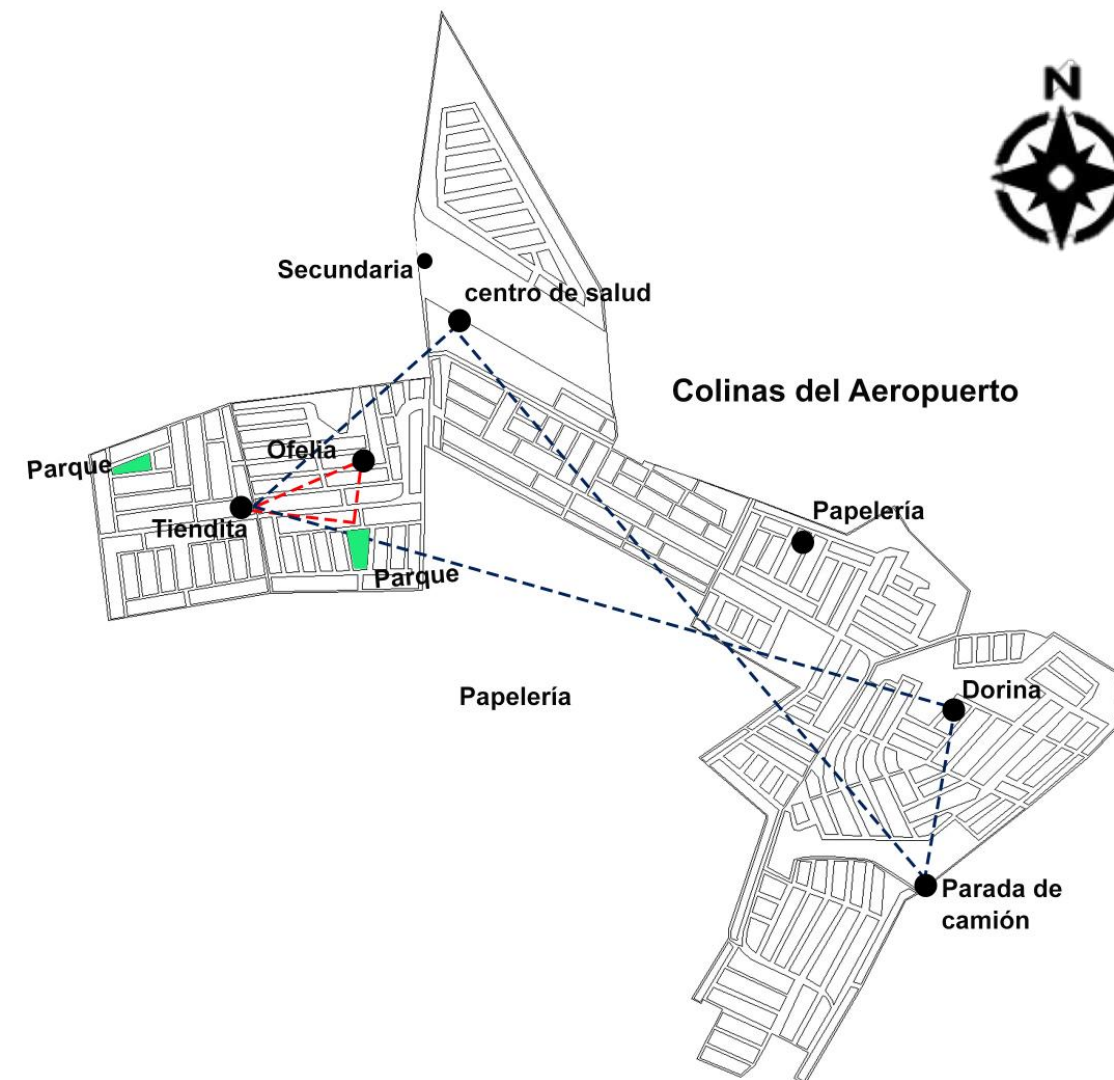 N
Secundaria
centro de salud
Colinas del Aeropuerto
Ofelia
Parque
Papelería
Tiendita
Parque
Dorina
Papelería
Parada de
camión